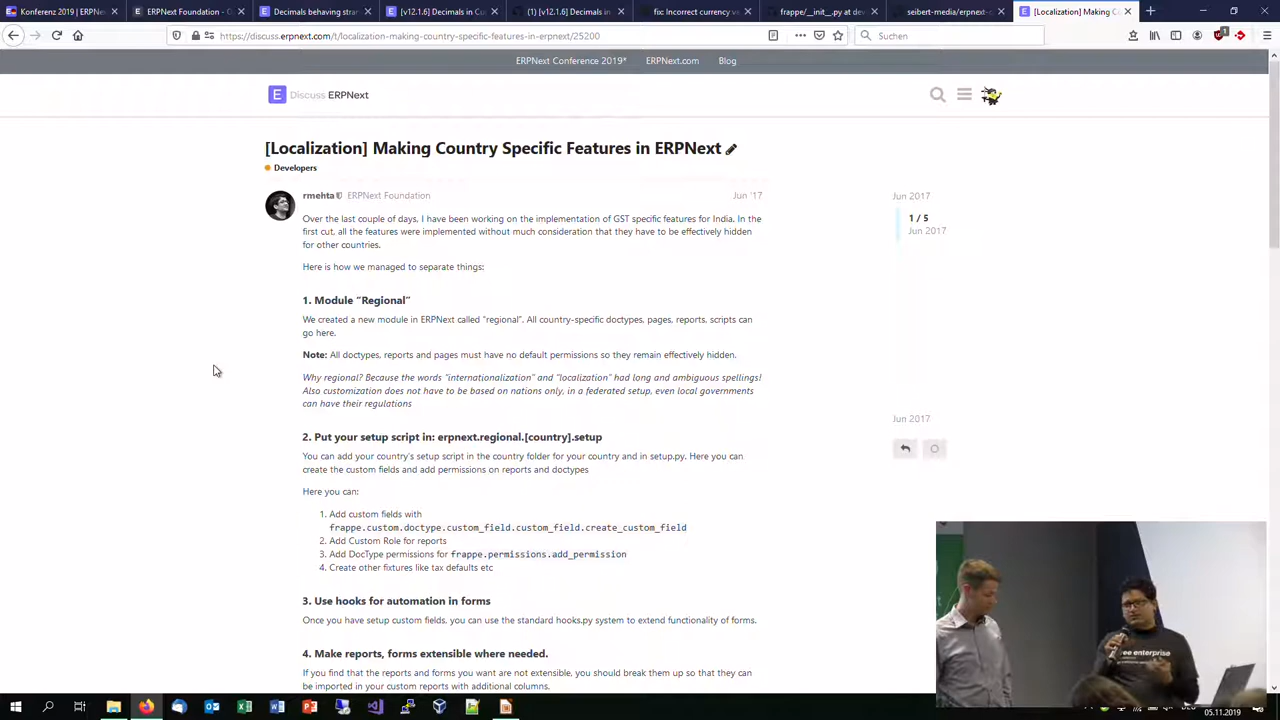 Konferenz 2019 | ERPNe
ERPNext Foundation - Qu
Decimals behaving stran
[v12.1.6] Decimals in Cu
(1) [v12.1.6] Decimals in
fix: Incorrect currency va
frappe/__init__.py at dev
seibert-media/erpnext-c
[Localization] Making Co
https://discuss.erpnext.com/t/localization-making-country-specific-features-in-erpnext/25200
Suchen
1
ERPNext Conference 2019*
ERPNext.com
Blog
E Discuss ERPNext
[Localization] Making Country Specific Features in ERPNext
Developers
rmehta ERPNext Foundation
Jun '17
Over the last couple of days, I have been working on the implementation of GST specific features for India. In the
first cut, all the features were implemented without much consideration that they have to be effectively hidden
for other countries.
Here is how we managed to separate things:
1. Module “Regional”
We created a new module in ERPNext called “regional”. All country-specific doctypes, pages, reports, scripts can
go here.
Note: All doctypes, reports and pages must have no default permissions so they remain effectively hidden.
Why regional? Because the words “internationalization” and “localization” had long and ambiguous spellings!
Also customization does not have to be based on nations only, in a federated setup, even local governments
can have their regulations
2. Put your setup script in: erpnext.regional.[country].setup
You can add your country's setup script in the country folder for your country and in setup.py. Here you can
create the custom fields and add permissions on reports and doctypes
Here you can:
1. Add custom fields with
frappe.custom.doctype.custom_field.custom_field.create_custom_field
2. Add Custom Role for reports
3. Add DocType permissions for frappe.permissions.add_permission
4. Create other fixtures like tax defaults etc
3. Use hooks for automation in forms
Once you have setup custom fields, you can use the standard hooks.py system to extend functionality of forms.
4. Make reports, forms extensible where needed.
If you find that the reports and forms you want are not extensible, you should break them up so that they can
be imported in your custom reports with additional columns.
Jun 2017
1 / 5
Jun 2017
Jun 2017
ree enterprise
05.11.2019